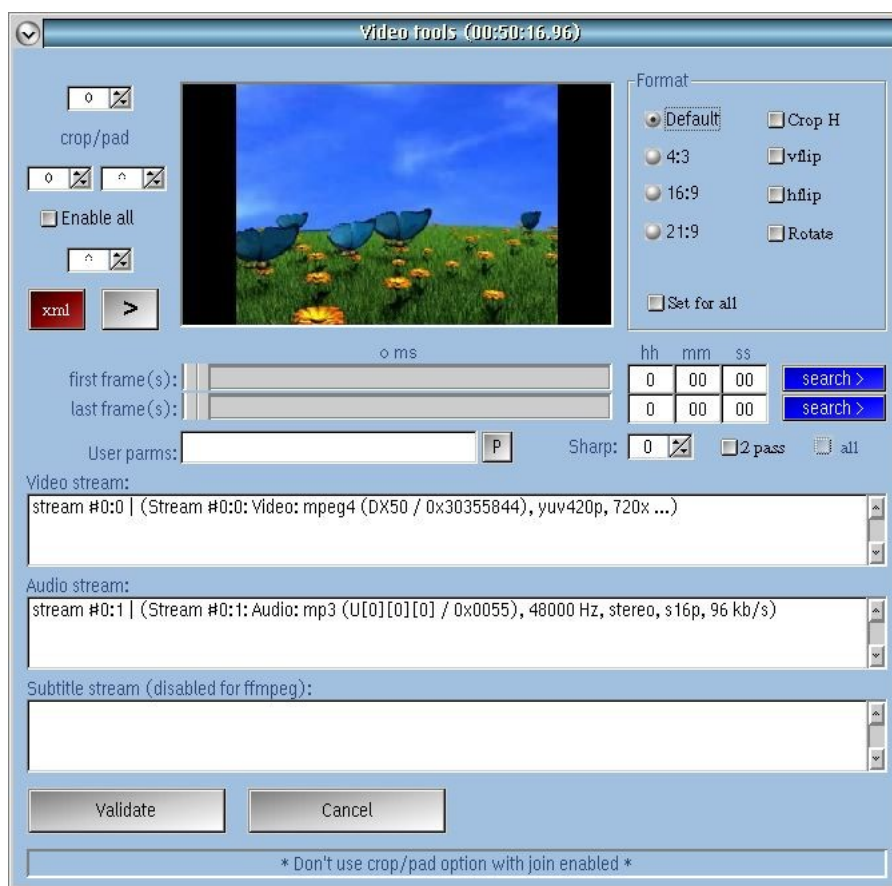 Video tools (00:50:16.96)
0
crop/pad
0 ^
Enable all
^
xml >
Format
Default Crop H
4:3 vflip
16:9 hflip
21:9 Rotate
Set for all
0 ms
hh mm ss
first frame(s): 0 00 00 search >
last frame(s): 0 00 00 search >
User parms: P Sharp: 0 2 pass all
Video stream:
stream #0:0 | (Stream #0:0: Video: mpeg4 (DX50 / 0x30355844), yuv420p, 720x ...)
Audio stream:
stream #0:1 | (Stream #0:1: Audio: mp3 (U[0][0][0] / 0x0055), 48000 Hz, stereo, s16p, 96 kb/s)
Subtitle stream (disabled for ffmpeg):
Validate Cancel
* Don't use crop/pad option with join enabled *